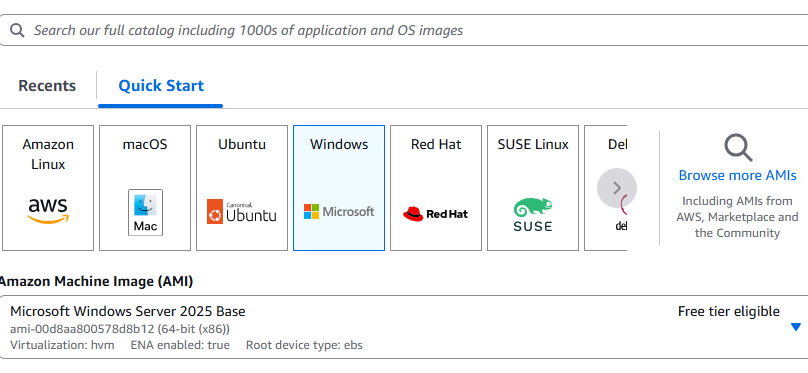 Search our full catalog including 1000s of application and OS images
Recents
Quick Start
Amazon
Linux
aws
macOS
Mac
Ubuntu
Canonical
Ubuntu
Windows
Microsoft
Red Hat
RedHat
SUSE Linux
SUSE
Del
del
Browse more AMIs
Including AMIs from
AWS, Marketplace and
the Community
Amazon Machine Image (AMI)
Microsoft Windows Server 2025 Base
Free tier eligible
ami-00d8aa800578d8b12 (64-bit (x86))
Virtualization: hvm ENA enabled: true Root device type: ebs